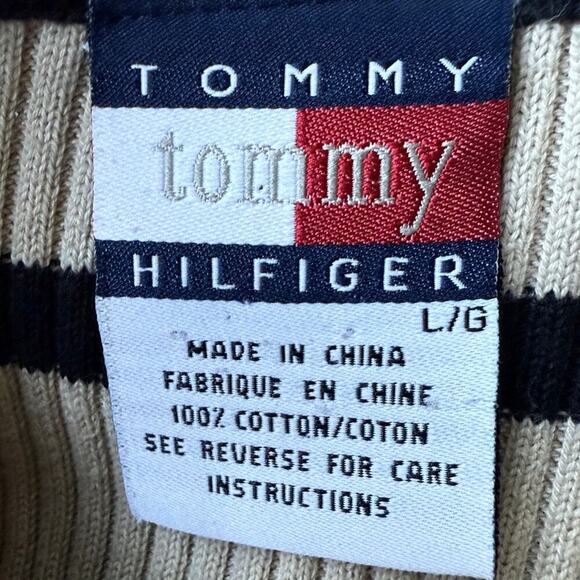 TOMMY
tommy
HILFIGER
L/G
MADE IN CHINA
FABRIQUE EN CHINE
100% COTTON/COTON
SEE REVERSE FOR CARE
INSTRUCTIONS